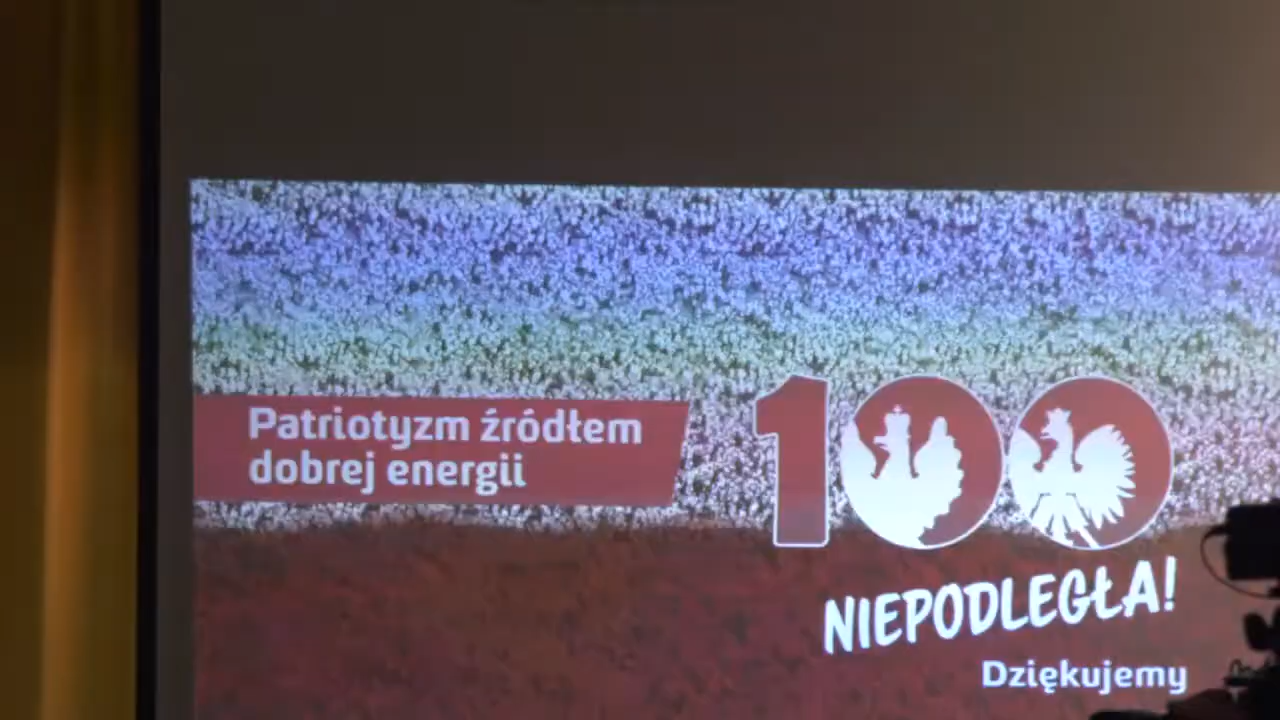 Patriotyzm źródłem
dobrej energii
100
NIEPODLEGŁA!
Dziękujemy